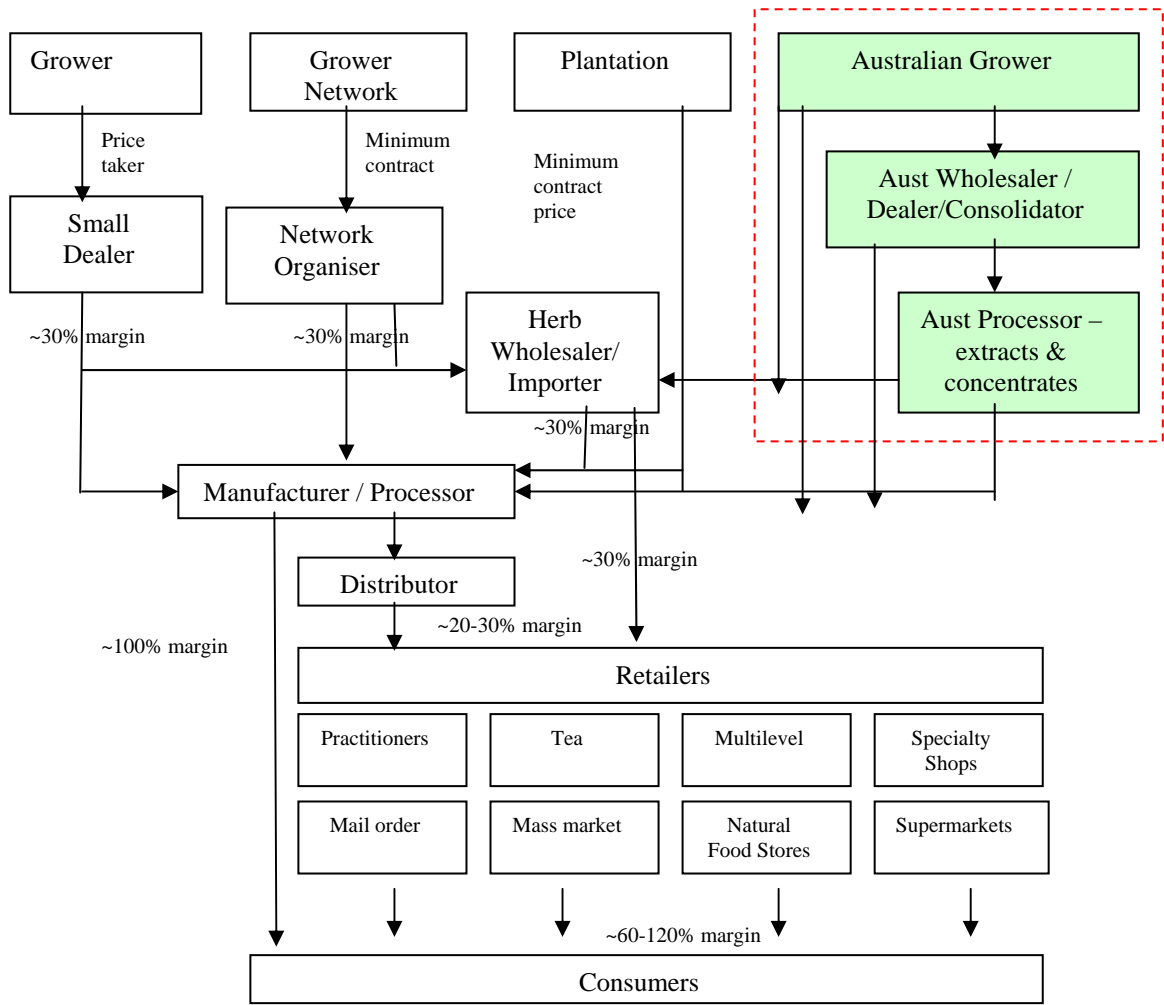 Grower
Grower
Network
Plantation
Australian Grower
Price
taker
Minimum
contract
Minimum
contract
price
Aust Wholesaler /
Dealer/Consolidator
Small
Dealer
Network
Organiser
~30% margin
~30% margin
Herb
Wholesaler/
Importer
Aust Processor –
extracts &
concentrates
~30% margin
Manufacturer / Processor
~30% margin
Distributor
~20-30% margin
~100% margin
Retailers
Practitioners
Tea
Multilevel
Specialty
Shops
Mail order
Mass market
Natural
Food Stores
Supermarkets
~60-120% margin
Consumers